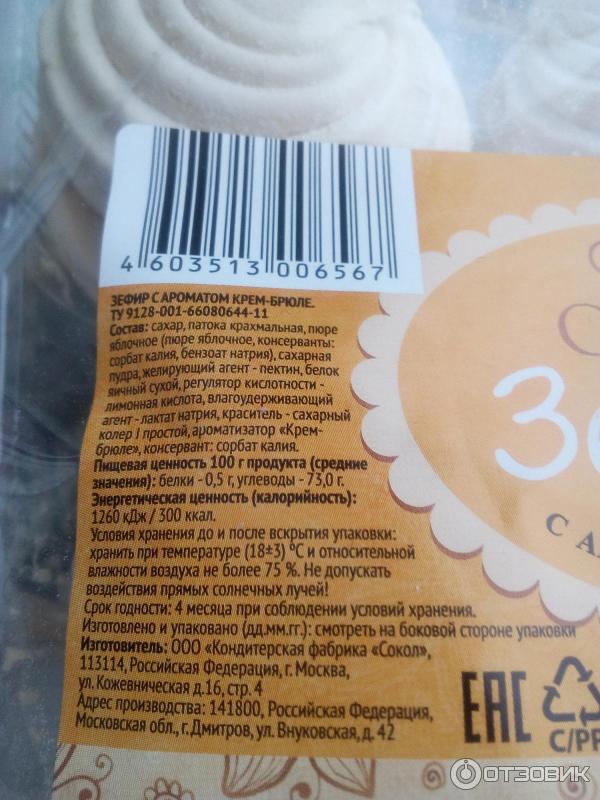 4 603513 006567
ЗЕФИР С АРОМАТОМ КРЕМ-БРЮЛЕ.
ТУ 9128-001-66080644-11
Состав: сахар, патока крахмальная, пюре
яблочное (пюре яблочное, консерванты:
сорбат калия, бензоат натрия), сахарная
пудра, желирующий агент - пектин, белок
яичный сухой, регулятор кислотности -
лимонная кислота, влагоудерживающий
агент - лактат натрия, краситель - сахарный
колер I простой, ароматизатор «Крем-
брюле», консервант: сорбат калия.
Пищевая ценность 100 г продукта (средние
значения): белки - 0,5 г, углеводы - 73,0 г.
Энергетическая ценность (калорийность):
1260 кДж / 300 ккал.
Условия хранения до и после вскрытия упаковки:
хранить при температуре (18±3) °С и относительной
влажности воздуха не более 75 %. Не допускать
воздействия прямых солнечных лучей!
Срок годности: 4 месяца при соблюдении условий хранения.
Изготовлено и упаковано (дд.мм.гг.): смотреть на боковой стороне упаковки
Изготовитель: ООО «Кондитерская фабрика «Сокол»,
113114, Российская Федерация, г. Москва,
ул. Кожевническая д.16, стр. 4
Адрес производства: 141800, Российская Федерация,
Московская обл., г. Дмитров, ул. Внуковская, д. 42
Зе
С А
EAC
C/PP
ОТЗОВИК